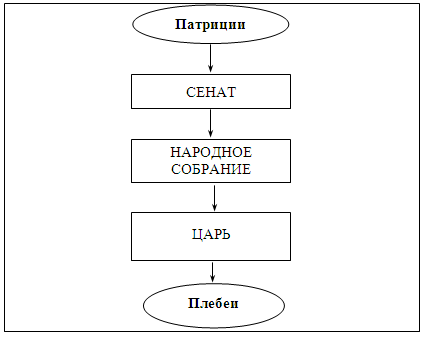 Патриции
СЕНАТ
НАРОДНОЕ
СОБРАНИЕ
ЦАРЬ
Плебеи